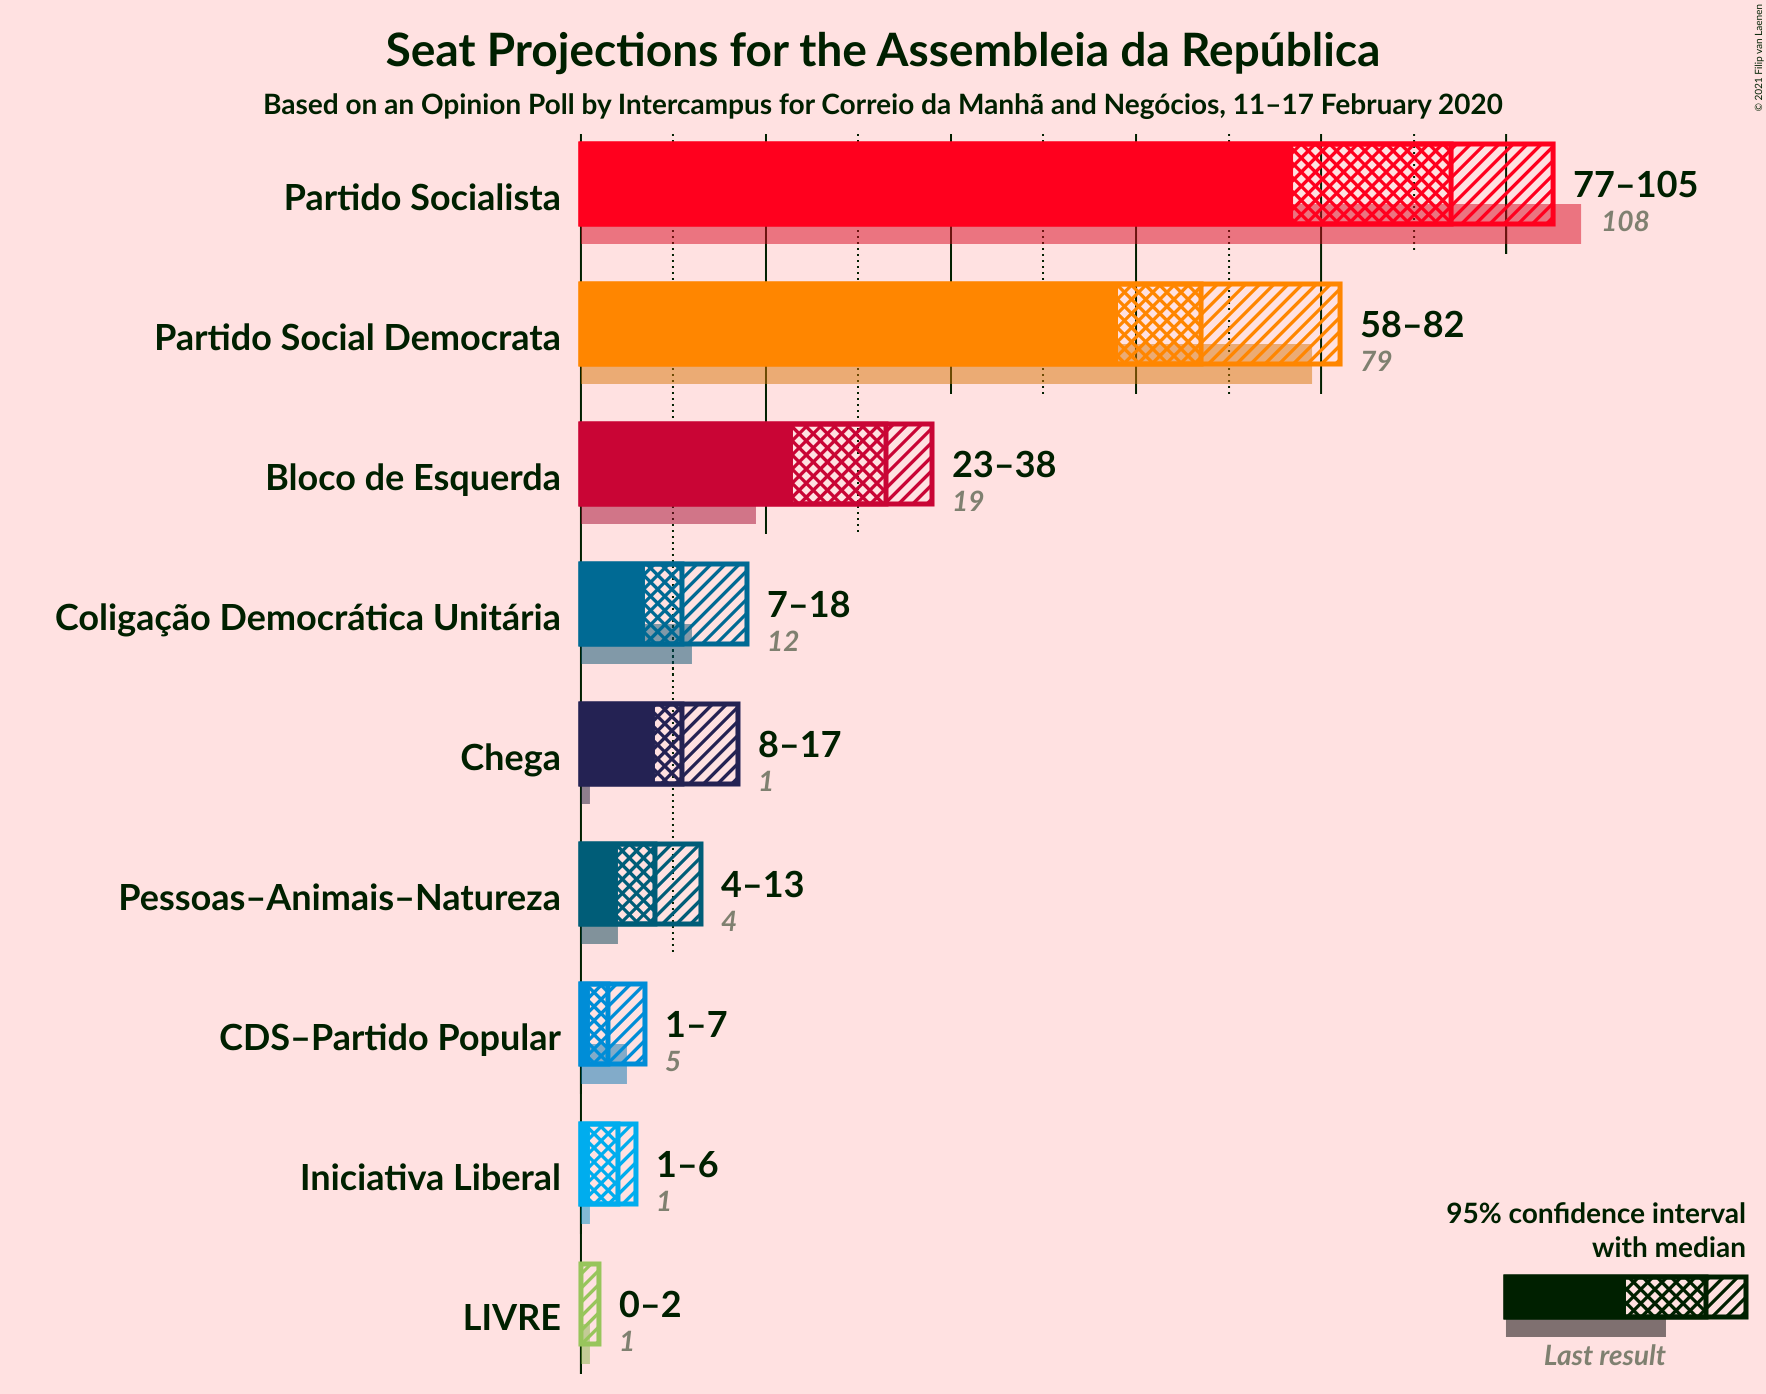 Seat Projections for the Assembleia da República
Based on an Opinion Poll by Intercampus for Correio da Manhã and Negócios, 11–17 February 2020
© 2021 Filip van Laenen
Partido Socialista
77–105
108
Partido Social Democrata
58–82
79
Bloco de Esquerda
23–38
19
Coligação Democrática Unitária
7–18
12
Chega
8–17
1
Pessoas–Animais–Natureza
4–13
4
CDS–Partido Popular
1–7
5
Iniciativa Liberal
1–6
1
LIVRE
0–2
1
95% confidence interval
with median
Last result